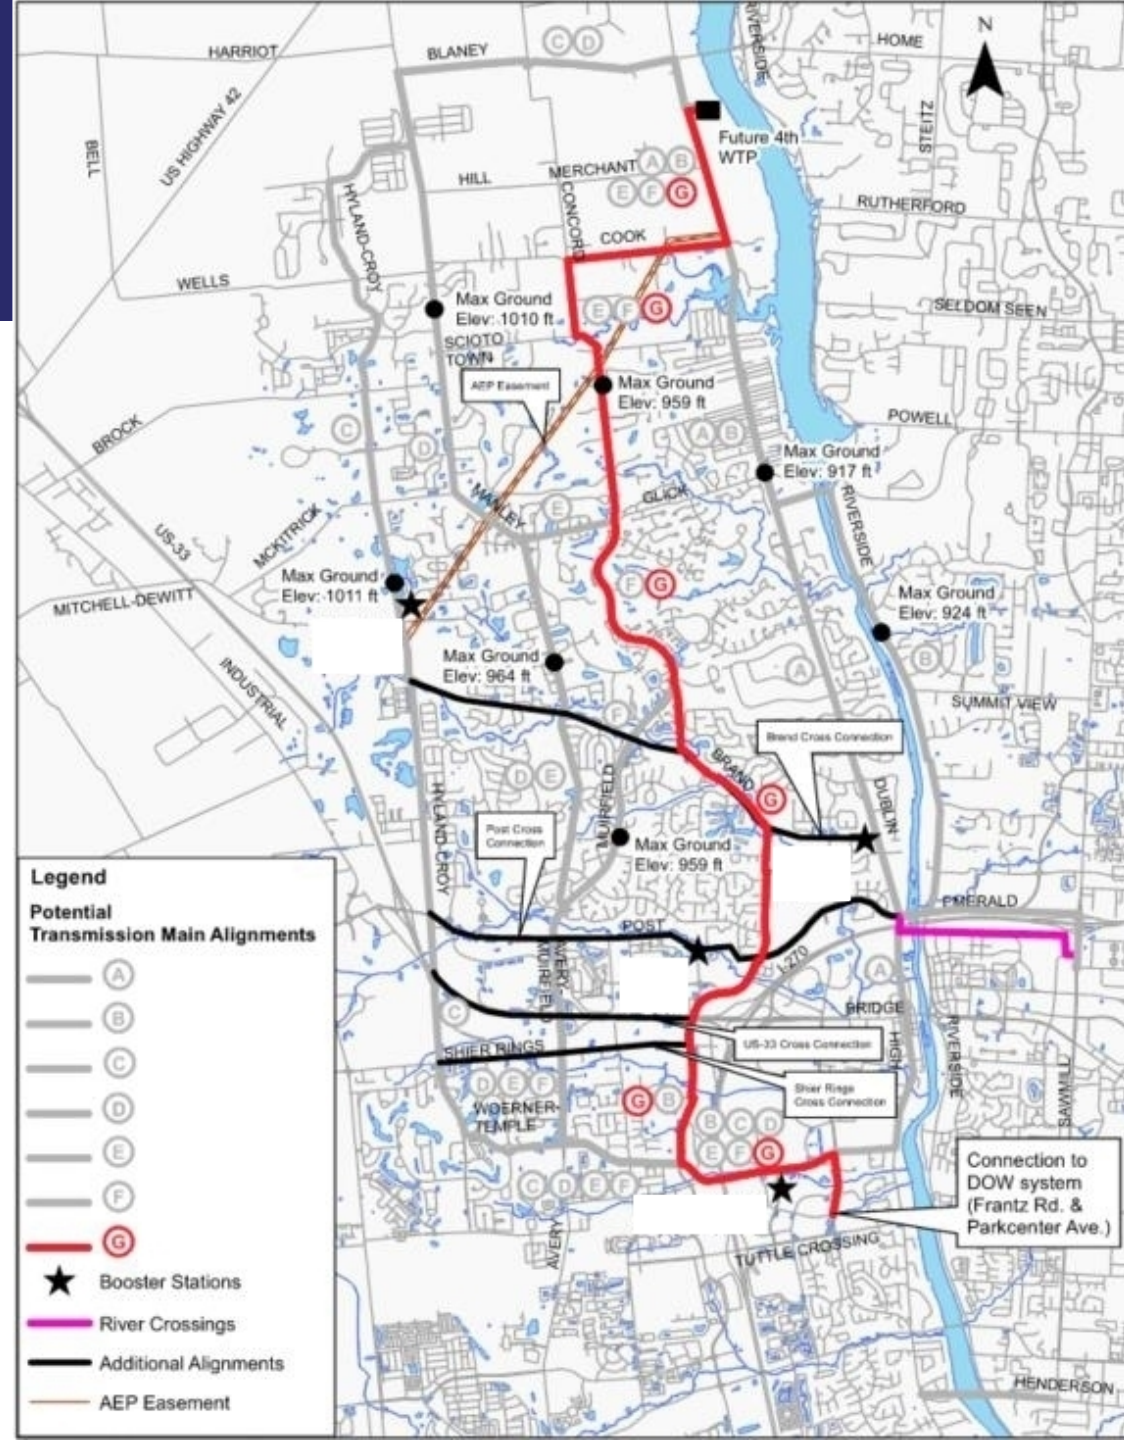 HARRIOT
BLANEY
C D
RIVERSIDE
HOME
N
US HIGHWAY 42
BELL
STEITZ
Future 4th
WTP
MERCHANT
A B
E F G
HILL
CONCORD
HYLAND-CROY
RUTHERFORD
COOK
WELLS
Max Ground
Elev: 1010 ft
E F G
SELDOM SEEN
SCIOTO
TOWN
AEP Easement
Max Ground
Elev: 959 ft
POWELL
BROCK
C
D
A B
Max Ground
Elev: 917 ft
MANLEY
E
GLICK
RIVERSIDE
US-33
MCKITRICK
Max Ground
Elev: 1011 ft
F G
MITCHELL-DEWITT
Max Ground
Elev: 924 ft
Max Ground
Elev: 964 ft
A
B
INDUSTRIAL
SUMMIT VIEW
F
Brand Cross Connection
BRAND
D E
G
MUIRFIELD
DUBLIN
HYLAND-CROY
Post Cross
Connection
Max Ground
Elev: 959 ft
EMERALD
POST
AVERY-
MUIRFIELD
I-270
A
C
BRIDGE
US-33 Cross Connection
HIGH
RIVERSIDE
SHIER RINGS
Shier Rings
Cross Connection
SAWMILL
D E F
G B
WOERNER-
TEMPLE
B C D
E F G
C D E F
Connection to
DOW system
(Frantz Rd. &
Parkcenter Ave.)
AVERY
TUTTLE CROSSING
HENDERSON
Legend
Potential
Transmission Main Alignments
A
B
C
D
E
F
G
Booster Stations
River Crossings
Additional Alignments
AEP Easement